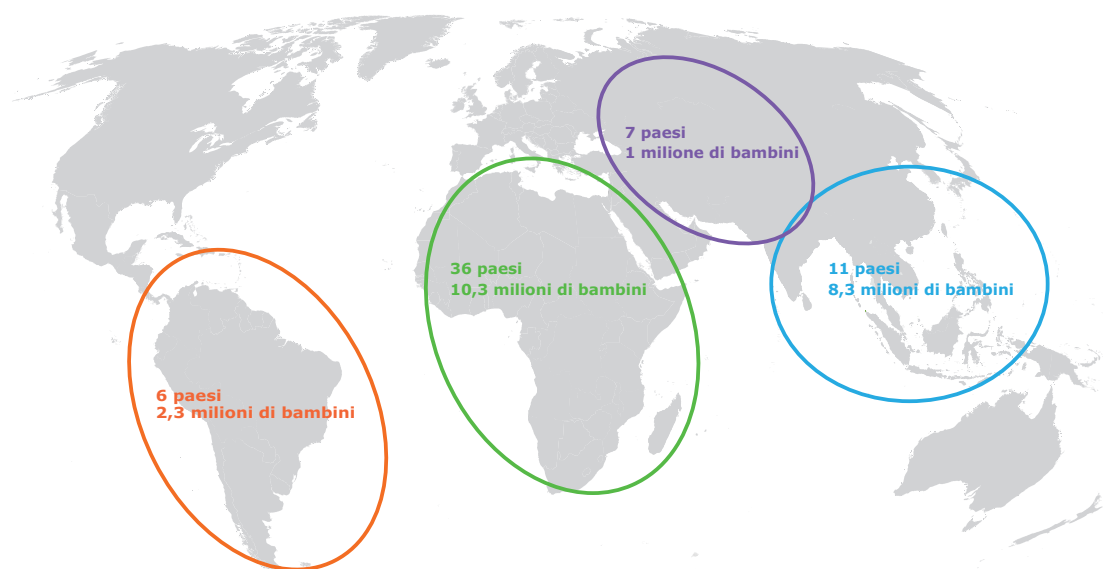 7 paesi
1 milione di bambini
36 paesi
10,3 milioni di bambini
11 paesi
8,3 milioni di bambini
6 paesi
2,3 milioni di bambini